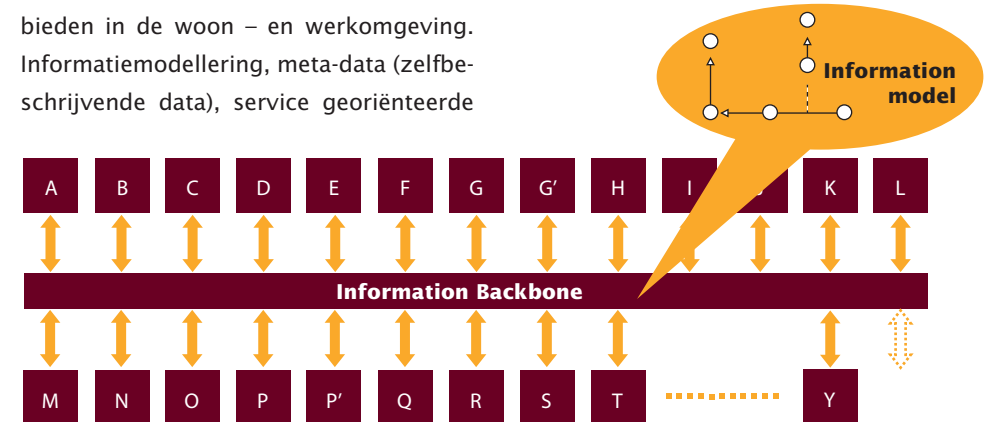 bieden in de woon – en werkomgeving.
Informatiemodellering, meta-data (zelfbe-
schrijvende data), service georiënteerde
Information
model
A B C D E F G G’ H I K L
Information Backbone
M N O P P’ Q R S T Y